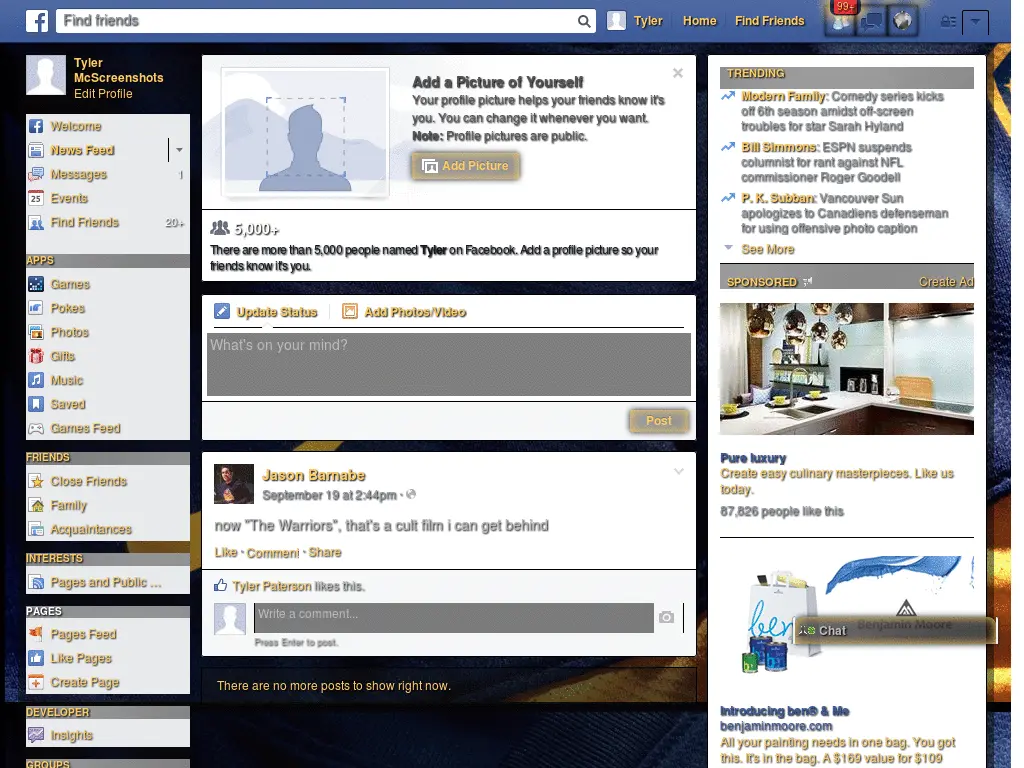 Find friends
Tyler
Home
Find Friends
99+
Tyler
McScreenshots
Edit Profile
Welcome
News Feed
Messages 1
Events
Find Friends 20+
APPS
Games
Pokes
Photos
Gifts
Music
Saved
Games Feed
FRIENDS
Close Friends
Family
Acquaintances
INTERESTS
Pages and Public ...
PAGES
Pages Feed
Like Pages
Create Page
DEVELOPER
Insights
GROUPS
Add a Picture of Yourself
Your profile picture helps your friends know it's
you. You can change it whenever you want.
Note: Profile pictures are public.
Add Picture
5,000+
There are more than 5,000 people named Tyler on Facebook. Add a profile picture so your
friends know it's you.
Update Status
Add Photos/Video
What's on your mind?
Post
Jason Barnabe
September 19 at 2:44pm ·
now "The Warriors", that's a cult film i can get behind
Like · Comment · Share
Tyler Paterson likes this.
Write a comment...
Press Enter to post.
There are no more posts to show right now.
TRENDING
Modern Family: Comedy series kicks
off 6th season amidst off-screen
troubles for star Sarah Hyland
Bill Simmons: ESPN suspends
columnist for rant against NFL
commissioner Roger Goodell
P. K. Subban: Vancouver Sun
apologizes to Canadiens defenseman
for using offensive photo caption
See More
SPONSORED
Create Ad
Pure luxury
Create easy culinary masterpieces. Like us
today.
87,826 people like this
ben
Benjamin Moore
Chat
Introducing ben® & Me
benjaminmoore.com
All your painting needs in one bag. You got
this. It's in the bag. A $169 value for $109